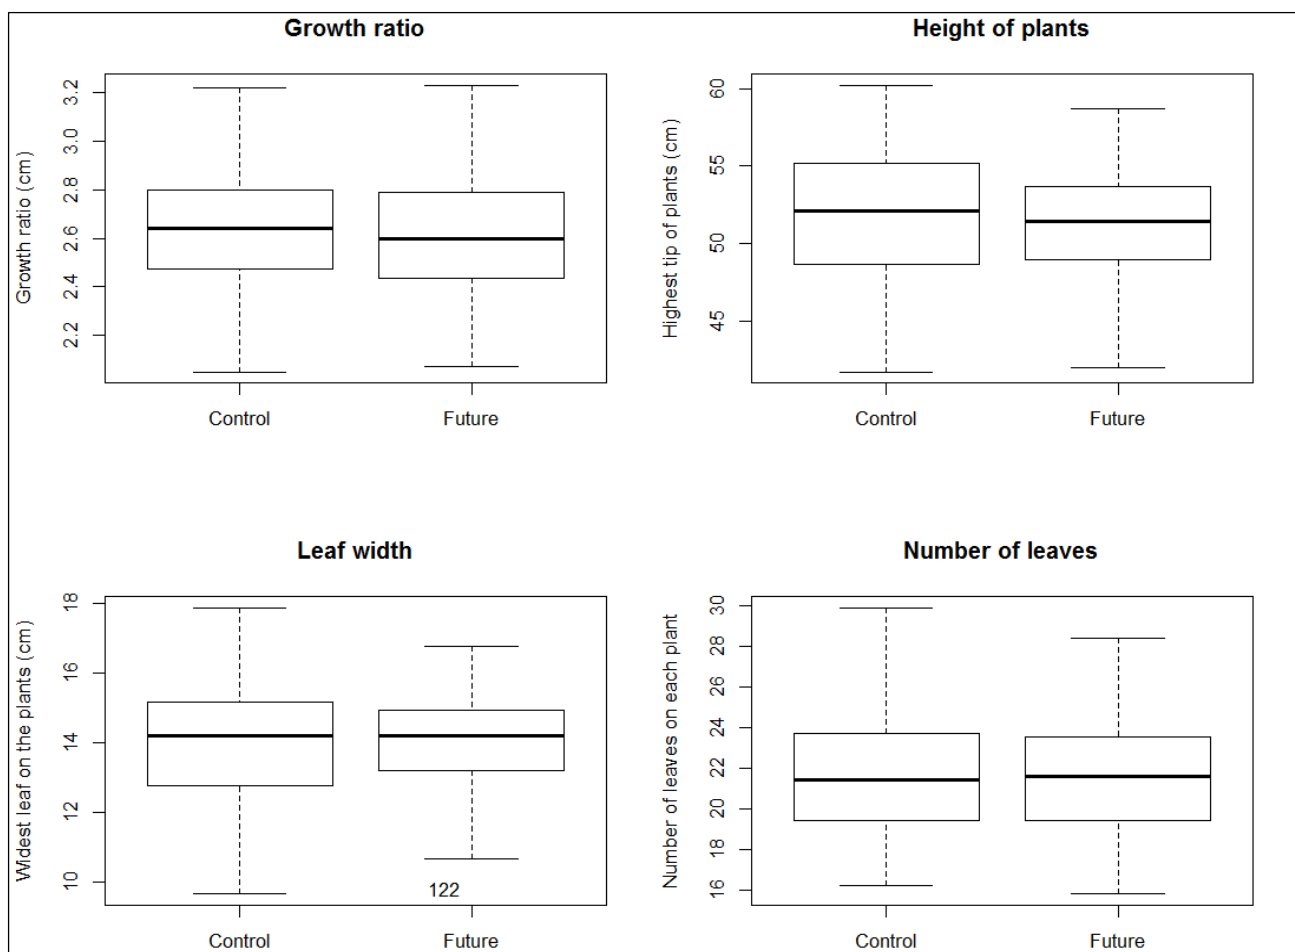 Growth ratio
Growth ratio (cm)
3.2
3.0
2.8
2.6
2.4
2.2
Control Future
Height of plants
Highest tip of plants (cm)
60
55
50
45
Control Future
Leaf width
Widest leaf on the plants (cm)
18
16
14
12
10
122
Control Future
Number of leaves
Number of leaves on each plant
30
28
26
24
22
20
18
16
Control Future